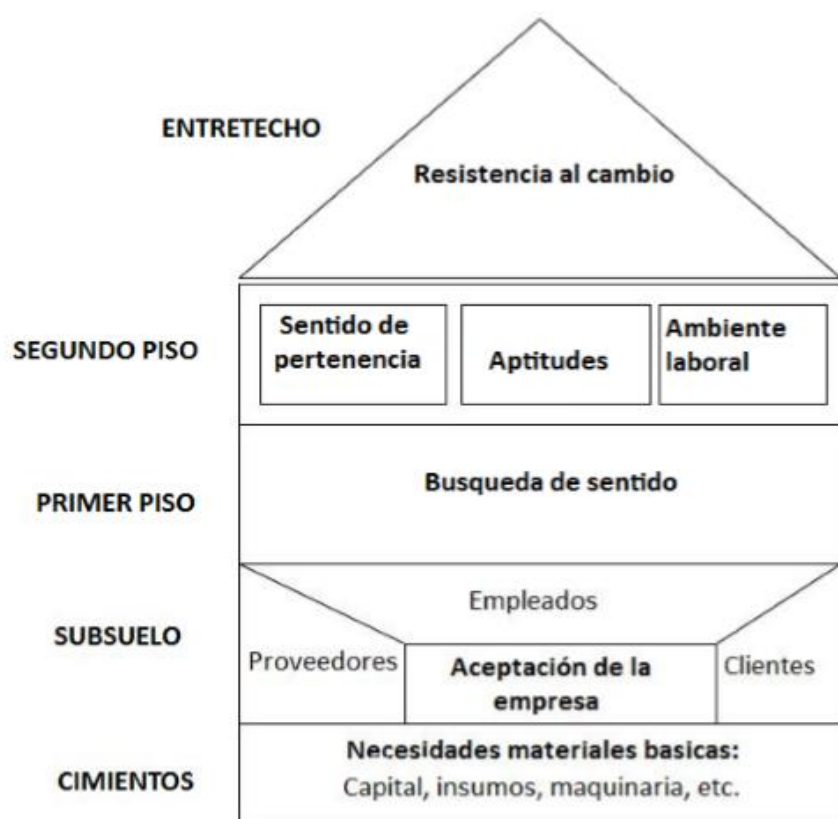 ENTRETECHO
Resistencia al cambio
SEGUNDO PISO
Sentido de
pertenencia
Aptitudes
Ambiente
laboral
PRIMER PISO
Busqueda de sentido
SUBSUELO
Empleados
Proveedores
Aceptación de la
empresa
Clientes
CIMIENTOS
Necesidades materiales basicas:
Capital, insumos, maquinaria, etc.